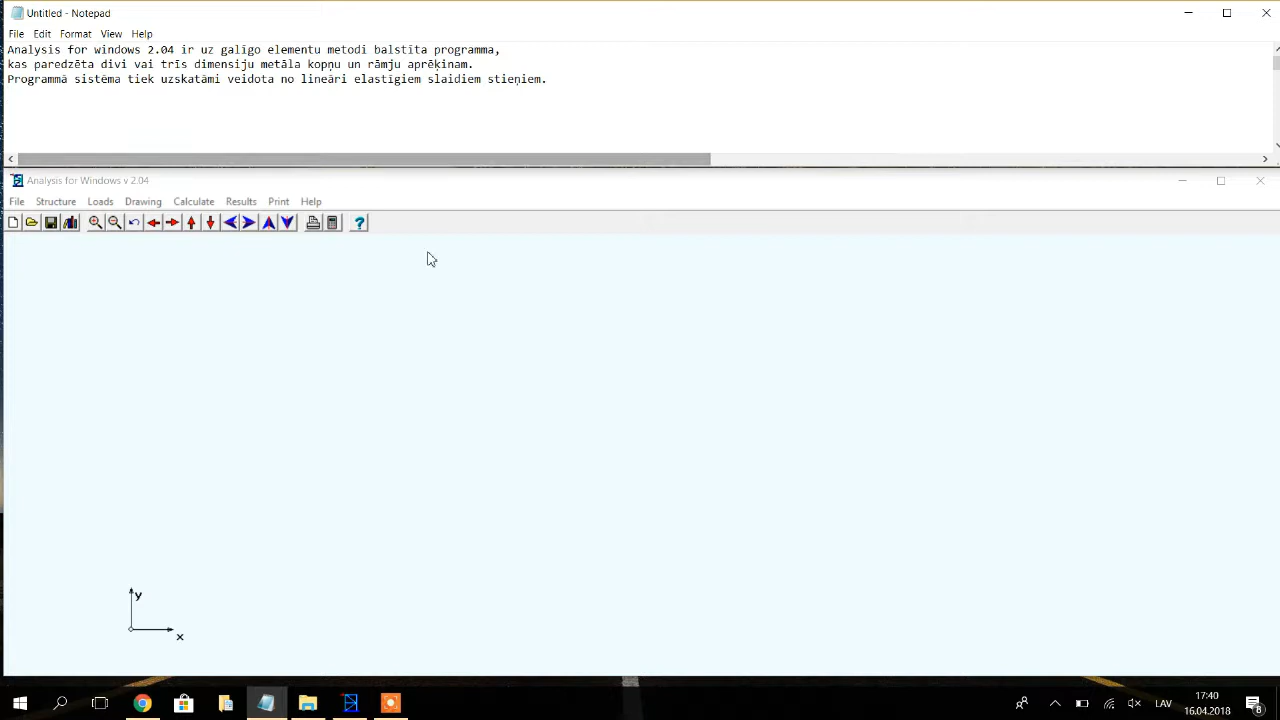 Untitled - Notepad
File Edit Format View Help
Analysis for windows 2.04 ir uz galīgo elementu metodi balstīta programma,
kas paredzēta divi vai trīs dimensiju metāla kopņu un rāmju aprēķinam.
Programmā sistēma tiek uzskatāmi veidota no lineāri elastīgiem slaidiem stieņiem.
Analysis for Windows v 2.04
File Structure Loads Drawing Calculate Results Print Help
?
y
x
LAV
17:40
16.04.2018
8